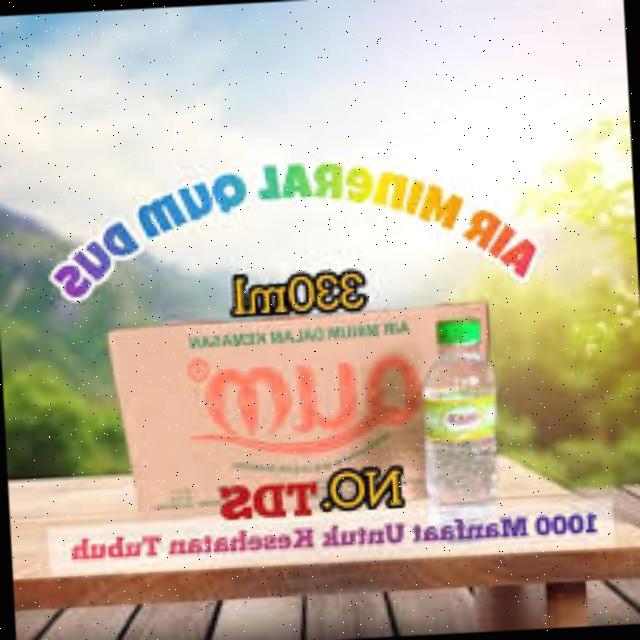 AIR MINERAL QUM DUS
330ml
AIR MINUM DALAM KEMASAN
Qum
NO. TDS
1000 Manfaat Untuk Kesehatan Tubuh